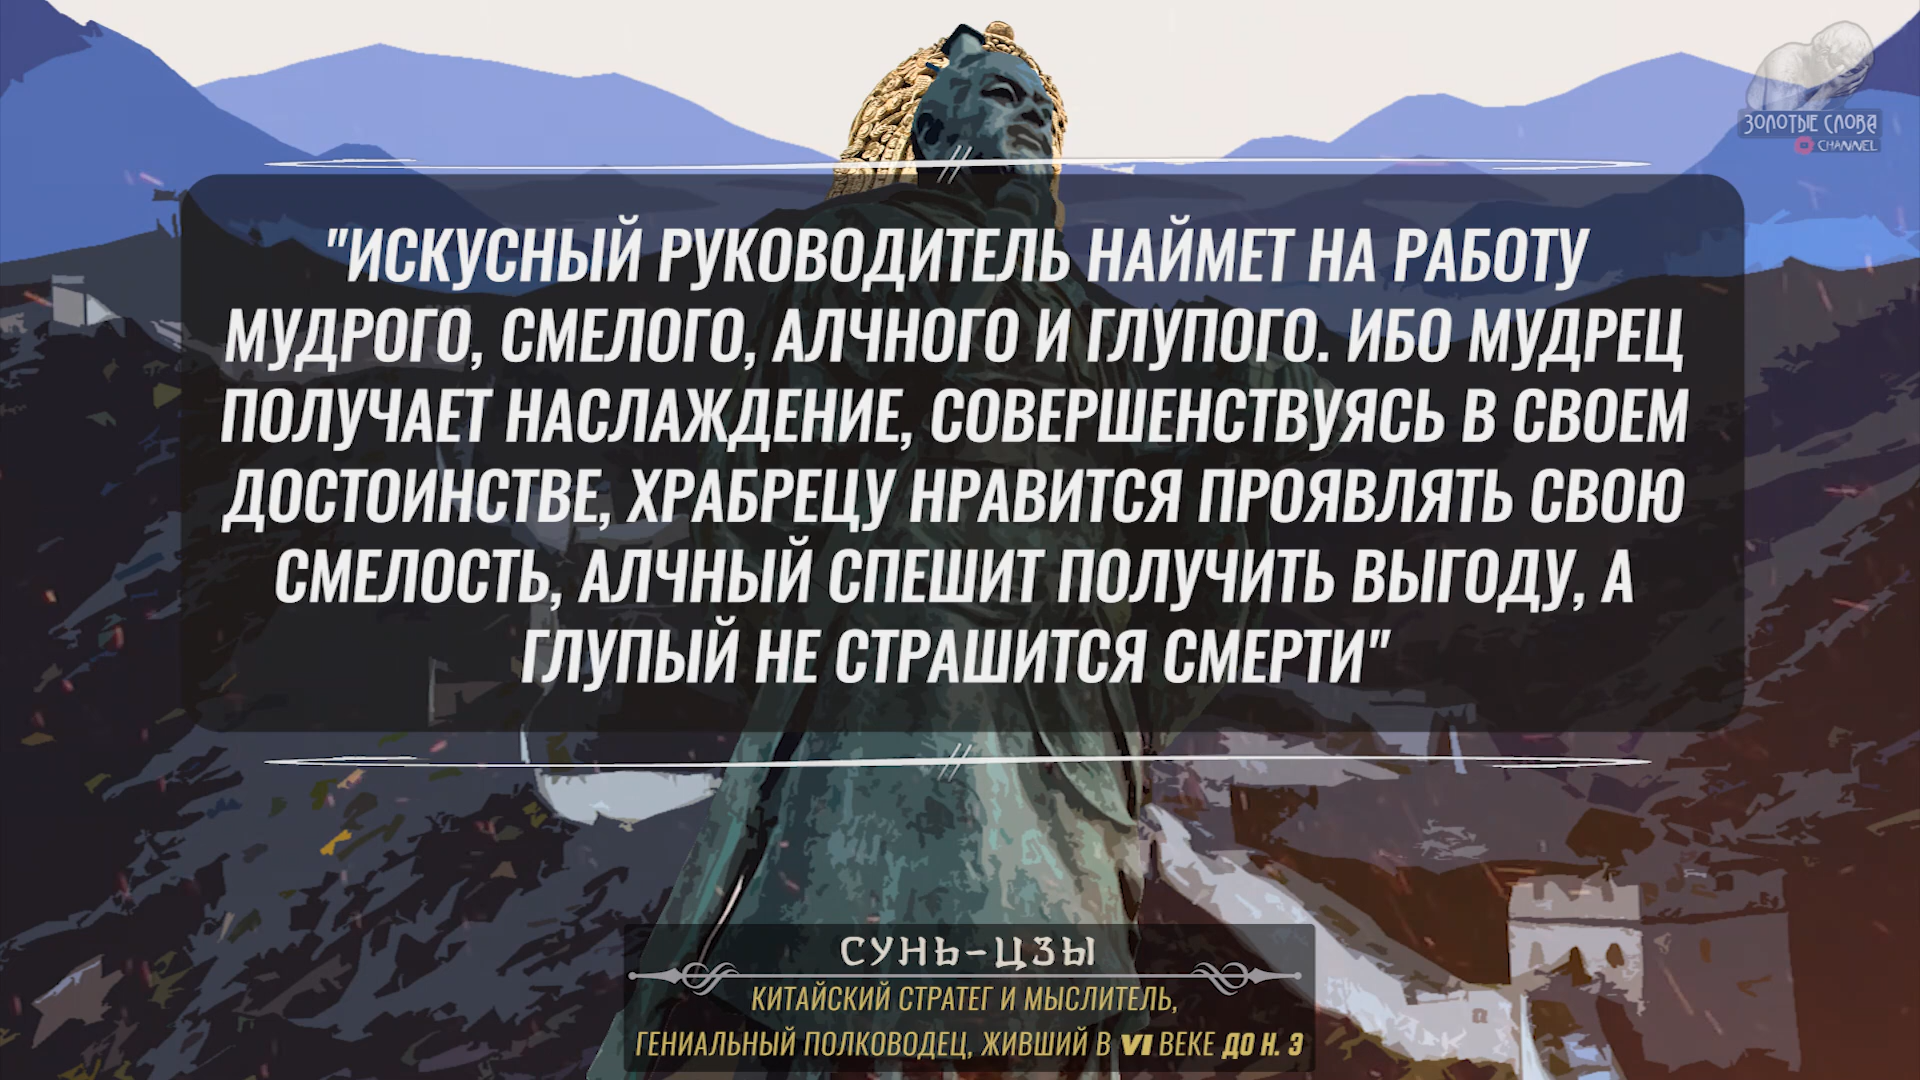 ЗОЛОТЫЕ СЛОВА
CHANNEL
"ИСКУСНЫЙ РУКОВОДИТЕЛЬ НАЙМЕТ НА РАБОТУ
МУДРОГО, СМЕЛОГО, АЛЧНОГО И ГЛУПОГО. ИБО МУДРЕЦ
ПОЛУЧАЕТ НАСЛАЖДЕНИЕ, СОВЕРШЕНСТВУЯСЬ В СВОЕМ
ДОСТОИНСТВЕ, ХРАБРЕЦУ НРАВИТСЯ ПРОЯВЛЯТЬ СВОЮ
СМЕЛОСТЬ, АЛЧНЫЙ СПЕШИТ ПОЛУЧИТЬ ВЫГОДУ, А
ГЛУПЫЙ НЕ СТРАШИТСЯ СМЕРТИ"
СУНЬ-ЦЗЫ
КИТАЙСКИЙ СТРАТЕГ И МЫСЛИТЕЛЬ,
ГЕНИАЛЬНЫЙ ПОЛКОВОДЕЦ, ЖИВШИЙ В VI ВЕКЕ ДО Н. Э